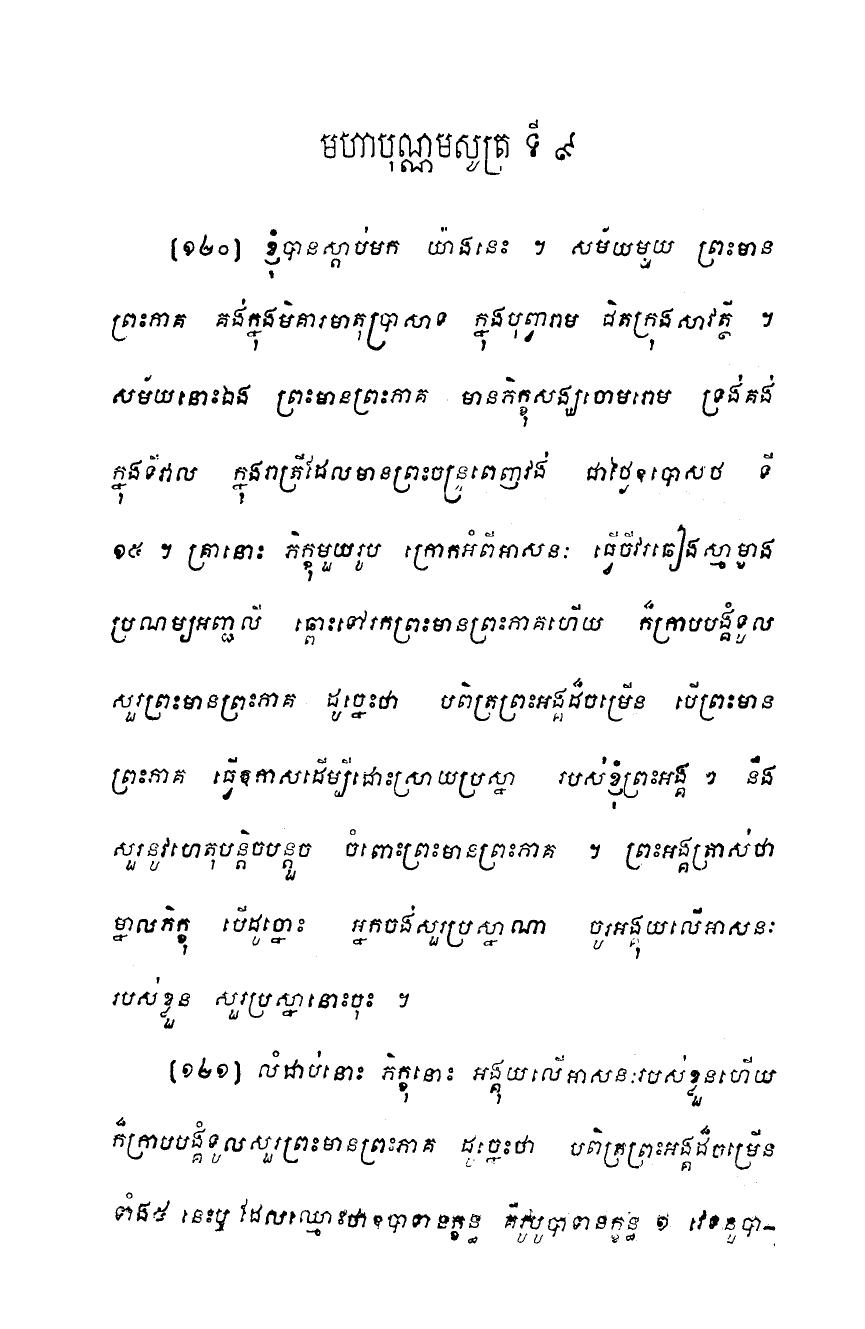 មហាបុណ្ណមសូត្រ ទី ៩
[១២០] ខ្ញុំបានស្តាប់មក យ៉ាងនេះ ។ សម័យមួយ ព្រះមាន
ព្រះភាគ គង់ក្នុងមិគារមាតុប្រាសាទ ក្នុងបុព្វារាម ជិតក្រុងសាវត្ថី ។
សម័យនោះឯង ព្រះមានព្រះភាគ មានភិក្ខុសង្ឃចោមរោម ទ្រង់គង់
ក្នុងទីវាល ក្នុងរាត្រីដែលមានព្រះចន្ទ្រពេញវង់ ជាថ្ងៃឧបោសថ ទី
១៥ ។ គ្រានោះ ភិក្ខុមួយរូប ក្រោកអំពីអាសនៈ ធ្វើចីវរឆៀងស្មាម្ខាង
ប្រណម្យអញ្ជលី ឆ្ពោះទៅរកព្រះមានព្រះភាគហើយ ក៏ក្រាបបង្គំទូល
សួរព្រះមានព្រះភាគ ដូច្នេះថា បពិត្រព្រះអង្គដ៏ចម្រើន បើព្រះមាន
ព្រះភាគ ធ្វើឱកាសដើម្បីដោះស្រាយប្រស្នា របស់ខ្ញុំព្រះអង្គ ៗ នឹង
សួរនូវហេតុបន្តិចបន្តួច ចំពោះព្រះមានព្រះភាគ ។ ព្រះអង្គត្រាស់ថា
ម្នាលភិក្ខុ បើដូច្នោះ អ្នកចង់សួរប្រស្នាណា ចូរអង្គុយលើអាសនៈ
របស់ខ្លួន សួរប្រស្នានោះចុះ ។
[១២១] លំដាប់នោះ ភិក្ខុនោះ អង្គុយលើអាសនៈរបស់ខ្លួនហើយ
ក៏ក្រាបបង្គំទូលសួរព្រះមានព្រះភាគ ដូច្នេះថា បពិត្រព្រះអង្គដ៏ចម្រើន
ទាំង៥ នេះឬ ដែលឈ្មោះថាឧបាទានក្ខន្ធ គឺរូបូបាទានក្ខន្ធ ១ វេទនូបា-